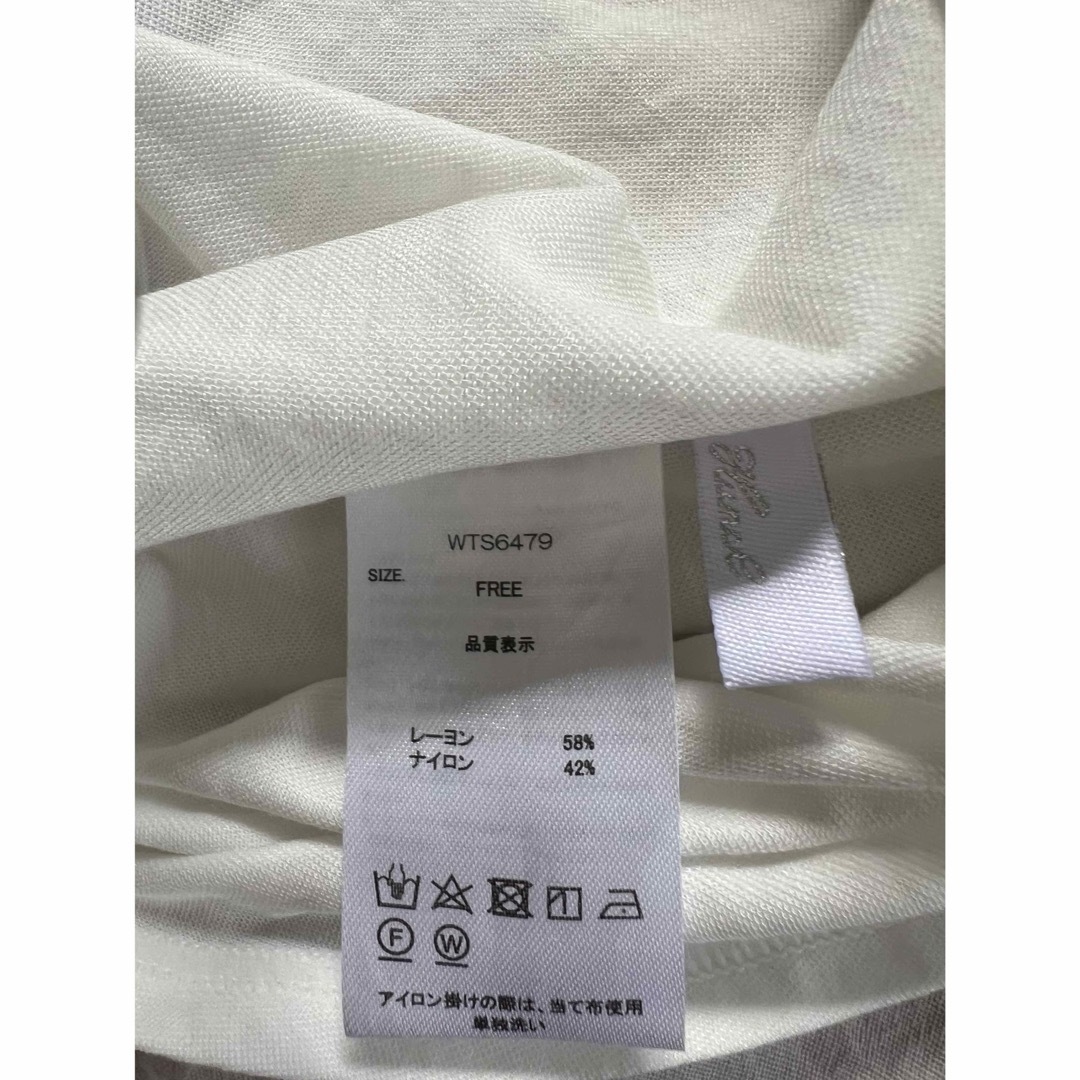 WTS6479
SIZE.
FREE
品質表示
レーヨン 58%
ナイロン 42%
F W
アイロン掛けの際は、当て布使用
単独洗い